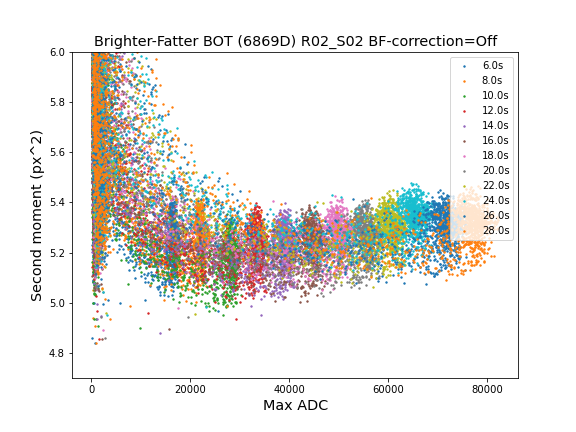 Brighter-Fatter BOT (6869D) R02_S02 BF-correction=Off
6.0
5.8
5.6
5.4
5.2
5.0
4.8
Second moment (px^2)
6.0s
8.0s
10.0s
12.0s
14.0s
16.0s
18.0s
20.0s
22.0s
24.0s
26.0s
28.0s
0
20000
40000
60000
80000
Max ADC